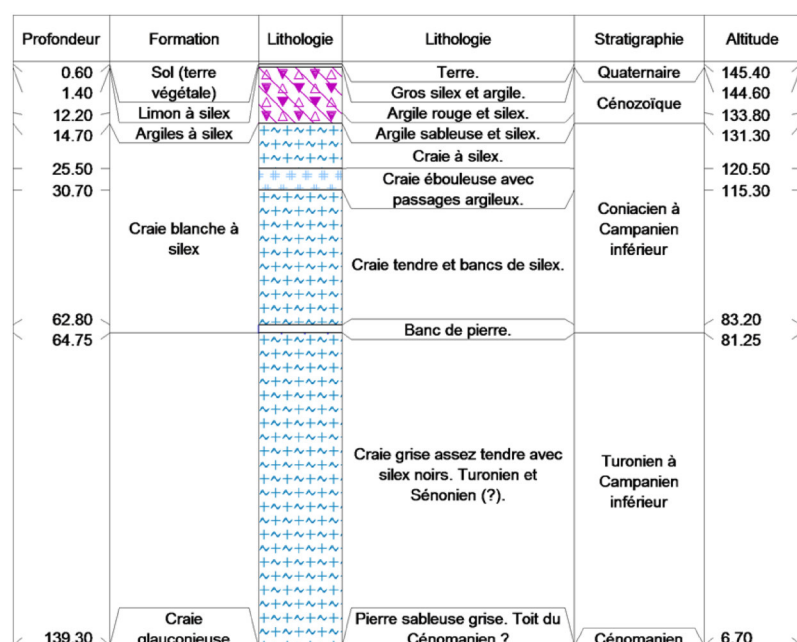 Profondeur Formation Lithologie Lithologie Stratigraphie Altitude
0.60 Sol (terre Terre. Quaternaire 145.40
1.40 végétale) Gros silex et argile. Cénozoïque 144.60
12.20 Limon à silex Argile rouge et silex. 133.80
14.70 Argiles à silex Argile sableuse et silex. 131.30
Craie à silex.
25.50 Craie ébouleuse avec 120.50
30.70 passages argileux. 115.30
Craie blanche à
silex
Craie tendre et bancs de silex.
Coniacien à
Campanien
inférieur
62.80 Banc de pierre. 83.20
64.75 81.25
Craie grise assez tendre avec
silex noirs. Turonien et
Sénonien (?).
Turonien à
Campanien
inférieur
Craie Pierre sableuse grise. Toit du
139.30 glauconieuse Cénomanien ? Cénomanien 6.70